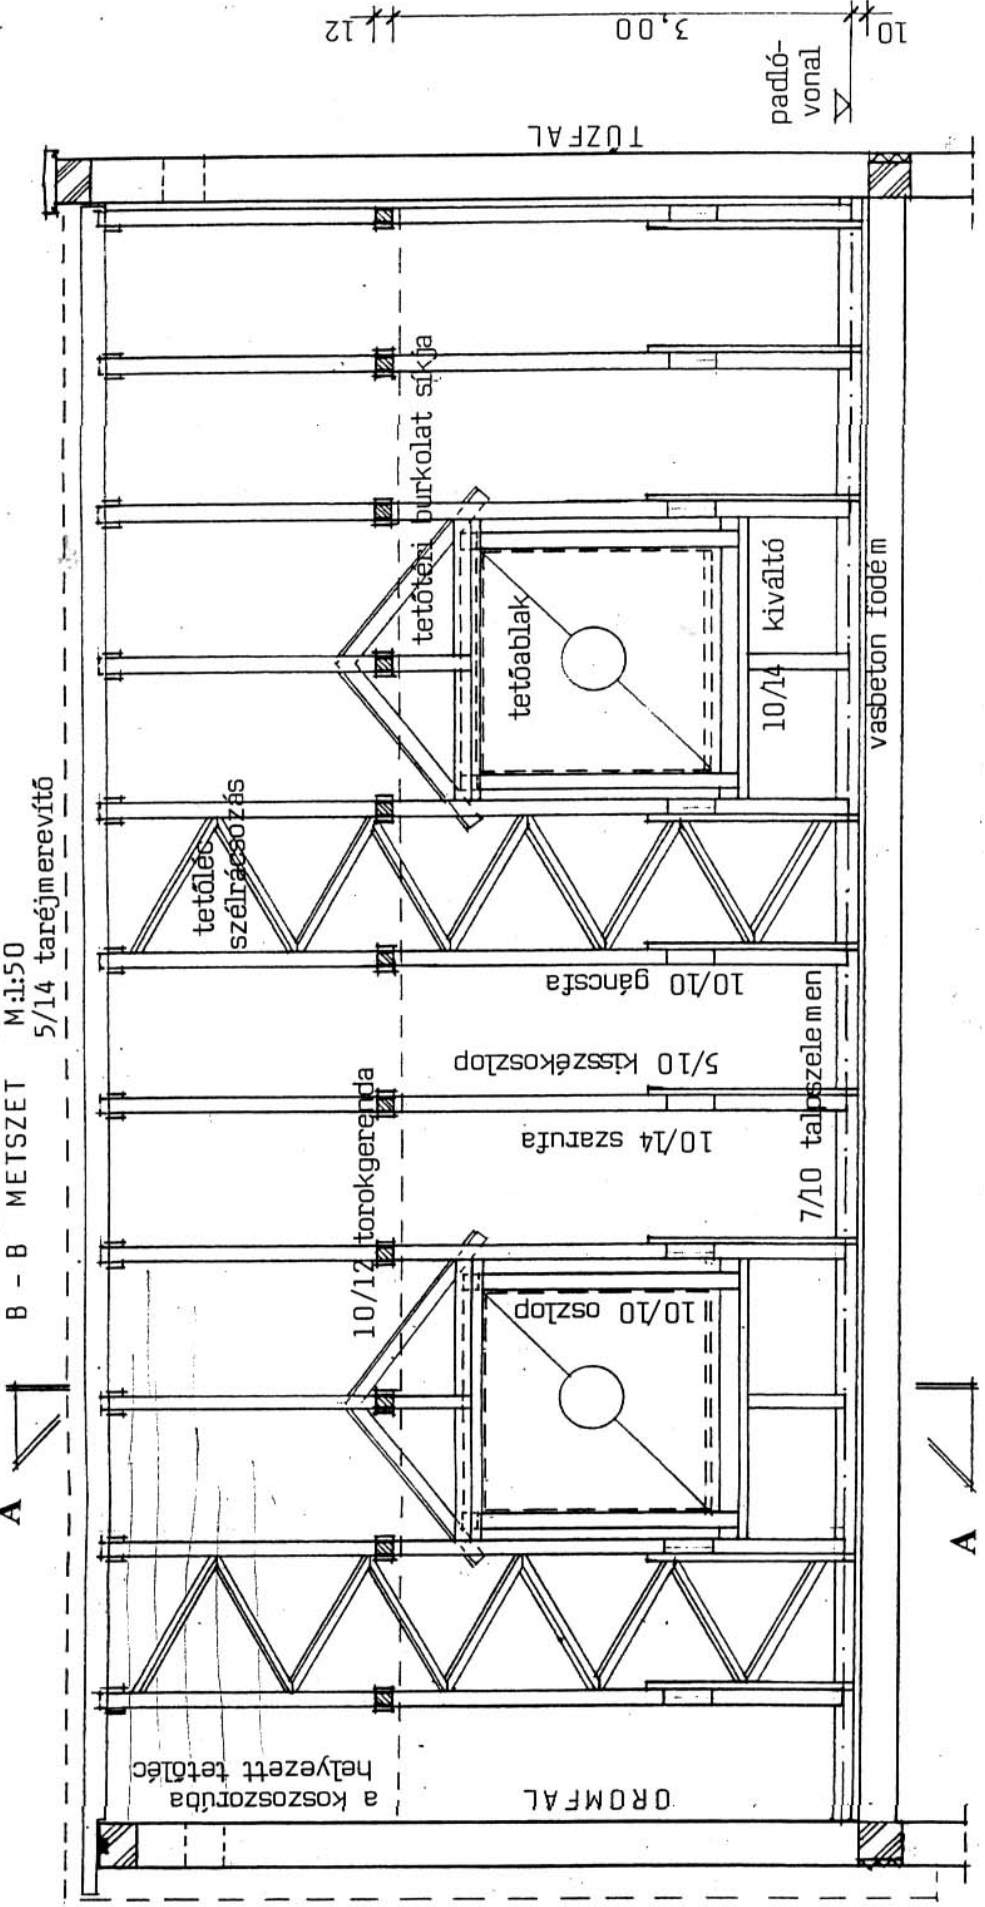 B - B METSZET M:1:50
5/14 taréjmerevítő
A
TŰZFAL
12
3,00
10
padló-
vonal
tetőtéri burkolat síkja
tetőablak
10/14 kiváltó
vasbeton födém
tetőléc
szélrácsozás
10/10 gáncsfa
5/10 kisszékoszlop
10/14 szarufa
10/12 torokgerenda
7/10 talpszelemen
10/10 oszlop
a koszorúba
helyezett tetőléc
OROMFAL
A